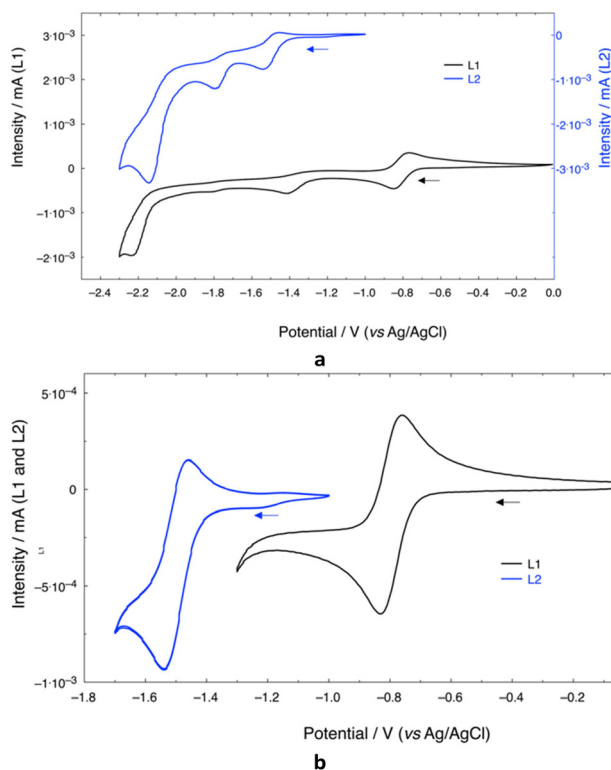 3·10⁻³ 0
2·10⁻³ –1·10⁻³
1·10⁻³ –2·10⁻³
0 –3·10⁻³
–1·10⁻³
–2·10⁻³
Intensity / mA (L1)
Intensity / mA (L2)
L1
L2
–2.4 –2.2 –2.0 –1.8 –1.6 –1.4 –1.2 –1.0 –0.8 –0.6 –0.4 –0.2 0.0
Potential / V (vs Ag/AgCl)
a
5·10⁻⁴
0
–5·10⁻⁴
–1·10⁻³
Intensity / mA (L1 and L2)
L1
L1
L2
–1.8 –1.6 –1.4 –1.2 –1.0 –0.8 –0.6 –0.4 –0.2
Potential / V (vs Ag/AgCl)
b